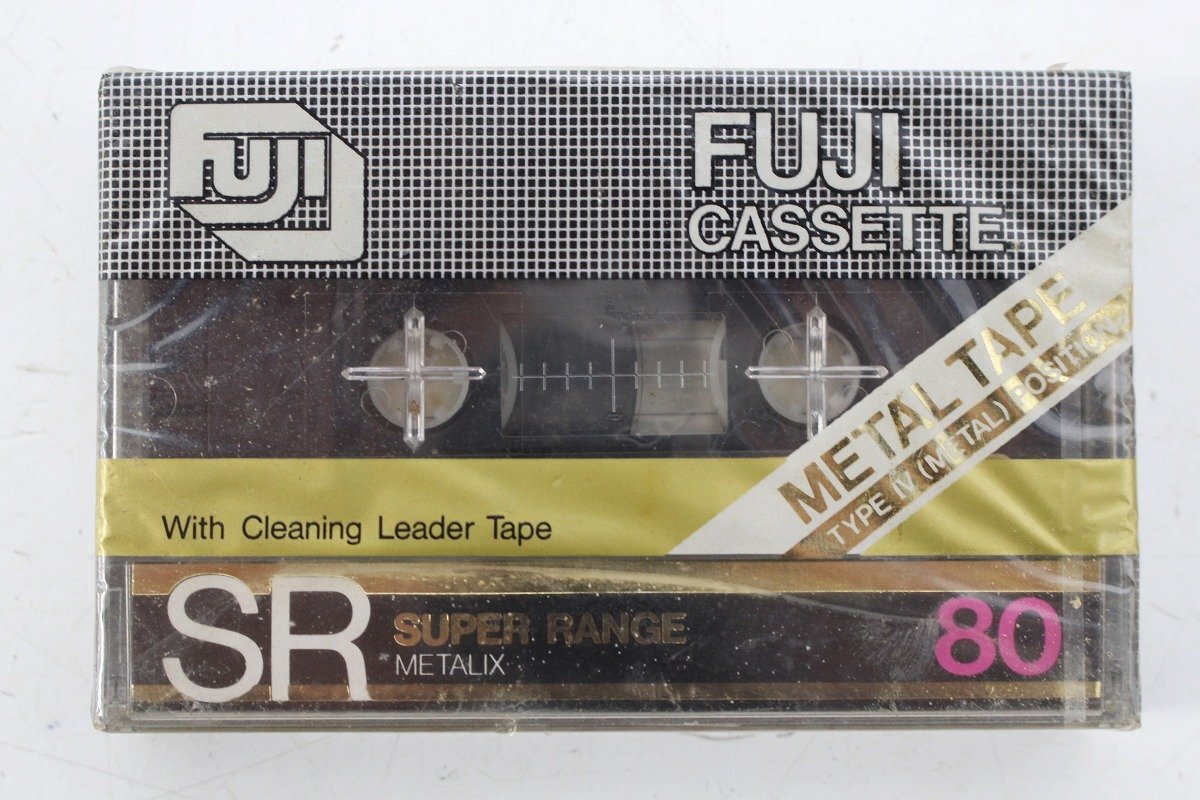 FUJI
FUJI
CASSETTE
METAL TAPE
TYPE IV (METAL) POSITION
With Cleaning Leader Tape
SR
SUPER RANGE
METALIX
80